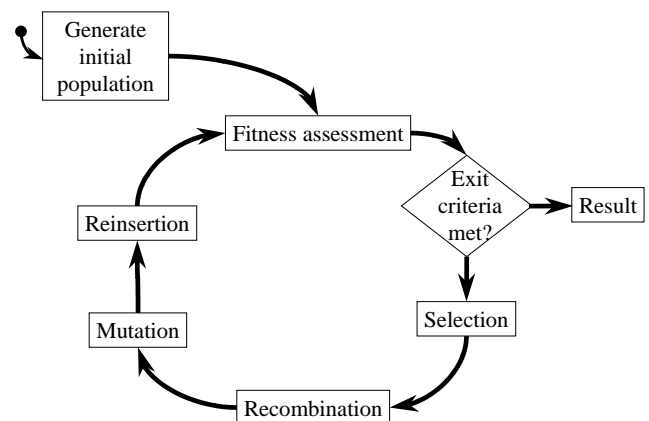 Generate
initial
population
Fitness assessment
Exit
criteria
met?
Result
Reinsertion
Selection
Mutation
Recombination